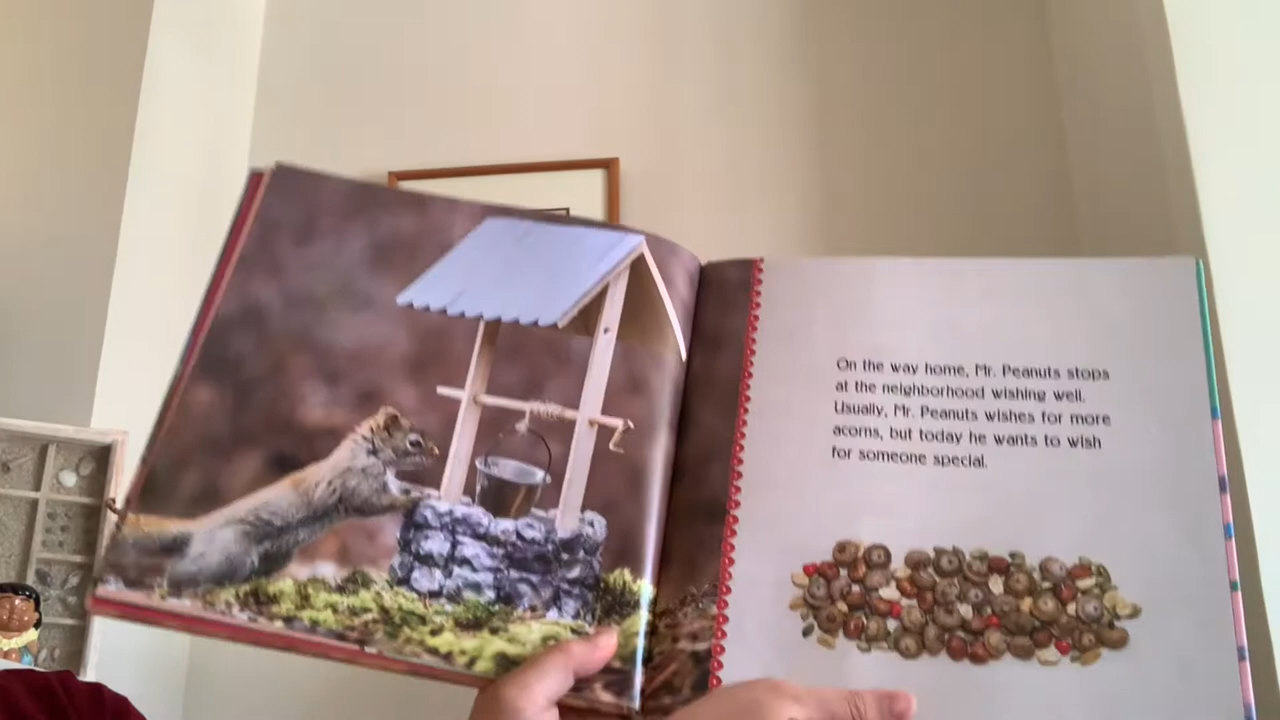 On the way home, Mr. Peanuts stops
at the neighborhood wishing well.
Usually, Mr. Peanuts wishes for more
acorns, but today he wants to wish
for someone special.